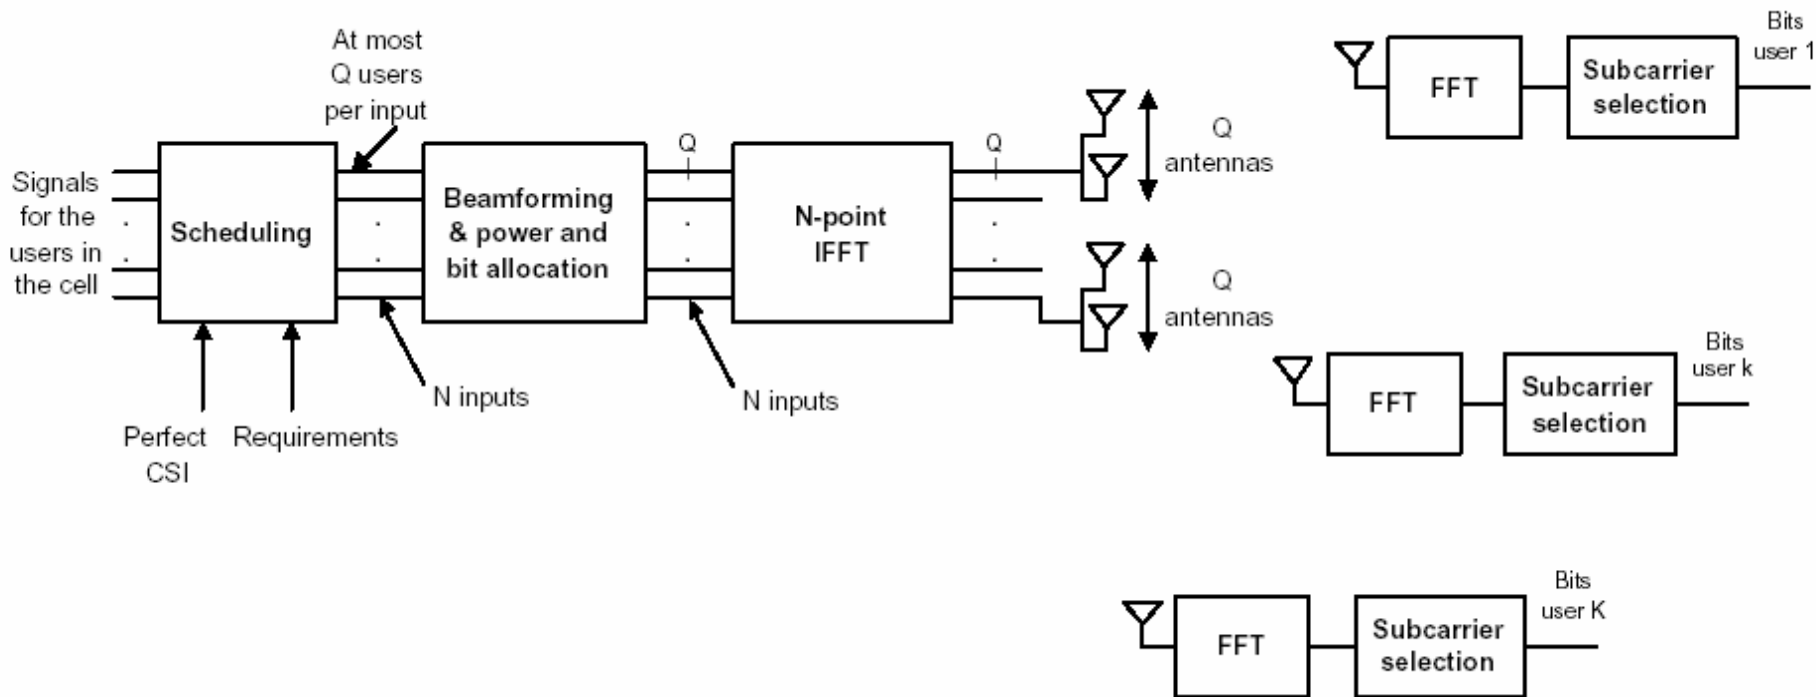 At most
Q users
per input
Signals
for the
users in
the cell
Scheduling
Perfect
CSI
Requirements
N inputs
Beamforming
& power and
bit allocation
Q
N inputs
N-point
IFFT
Q
Q
antennas
Q
antennas
FFT
Subcarrier
selection
Bits
user 1
FFT
Subcarrier
selection
Bits
user k
FFT
Subcarrier
selection
Bits
user K